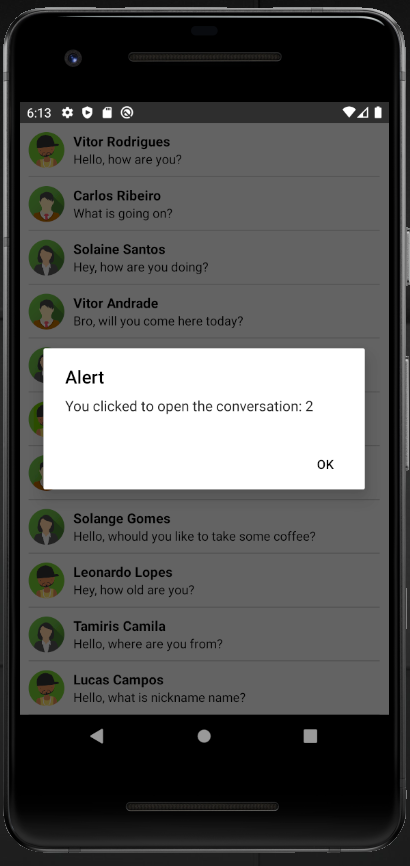 6:13
Vitor Rodrigues
Hello, how are you?
Carlos Ribeiro
What is going on?
Solaine Santos
Hey, how are you doing?
Vitor Andrade
Bro, will you come here today?
Alert
You clicked to open the conversation: 2
OK
Solange Gomes
Hello, whould you like to take some coffee?
Leonardo Lopes
Hey, how old are you?
Tamiris Camila
Hello, where are you from?
Lucas Campos
Hello, what is nickname name?